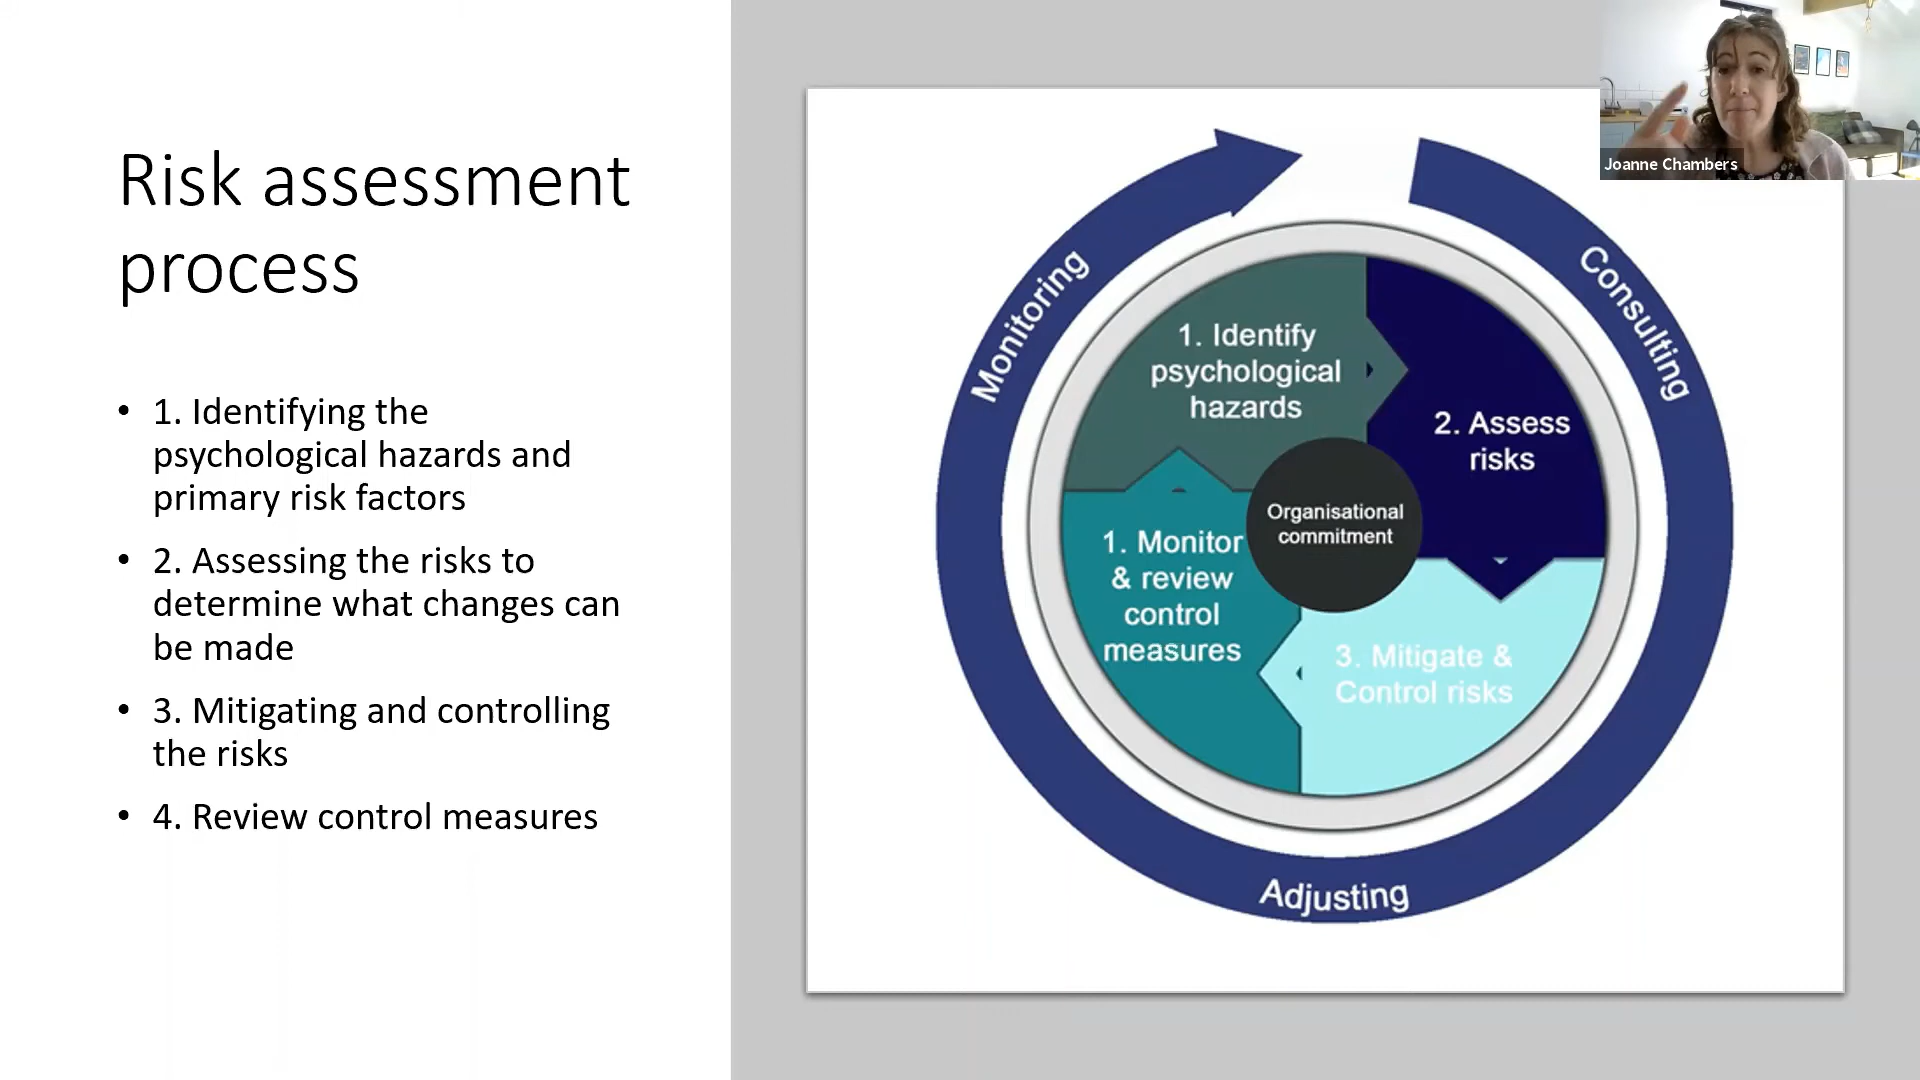 Risk assessment
process
• 1. Identifying the
psychological hazards and
primary risk factors
• 2. Assessing the risks to
determine what changes can
be made
• 3. Mitigating and controlling
the risks
• 4. Review control measures
Monitoring
Consulting
Adjusting
1. Identify
psychological
hazards
2. Assess
risks
3. Mitigate &
Control risks
1. Monitor
& review
control
measures
Organisational
commitment
Joanne Chambers